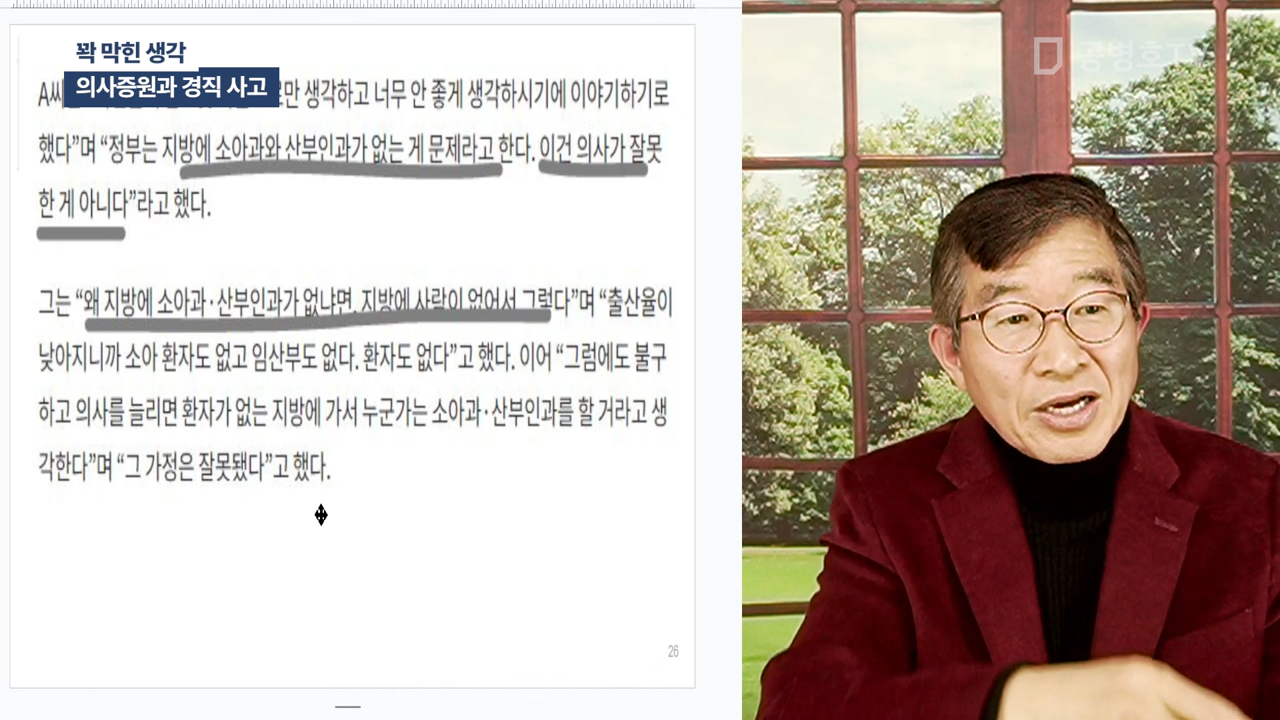 꽉 막힌 생각
의사증원과 경직 사고
만 생각하고 너무 안 좋게 생각하시기에 이야기하기로
했다”며 “정부는 지방에 소아과와 산부인과가 없는 게 문제라고 한다. 이건 의사가 잘못
한 게 아니다”라고 했다.
그는 “왜 지방에 소아과·산부인과가 없냐면, 지방에 사람이 없어서 그렇다”며 “출산율이
낮아지니까 소아 환자도 없고 임산부도 없다. 환자도 없다”고 했다. 이어 “그럼에도 불구
하고 의사를 늘리면 환자가 없는 지방에 가서 누군가는 소아과·산부인과를 할 거라고 생
각한다”며 “그 가정은 잘못됐다”고 했다.
26
공병호TV